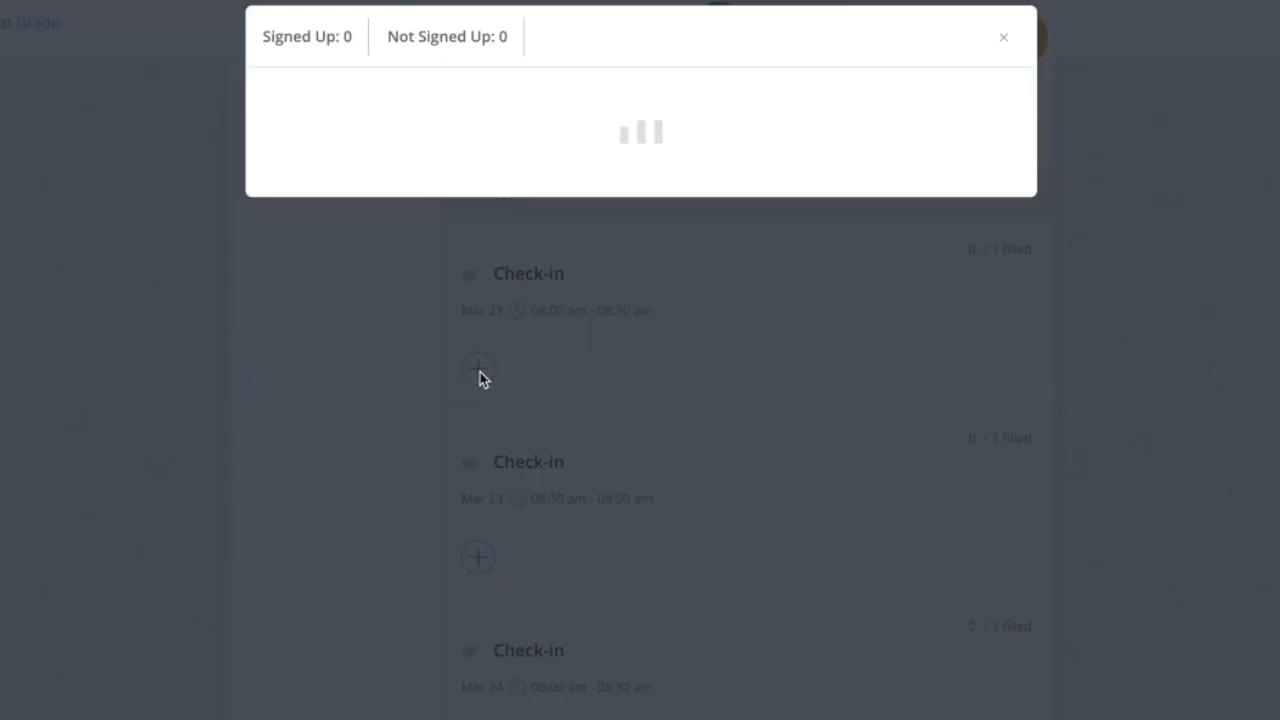 st Grade
Signed Up: 0
Not Signed Up: 0
×
0 / 1 filled
Check-in
Mar 23 08:00 am - 08:30 am
0 / 1 filled
Check-in
Mar 23 08:30 am - 09:00 am
0 / 1 filled
Check-in
Mar 24 08:00 am - 08:30 am